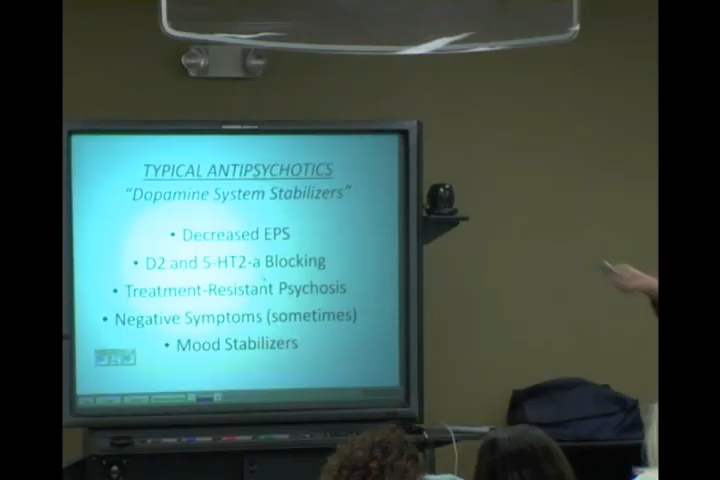 TYPICAL ANTIPSYCHOTICS
"Dopamine System Stabilizers"
• Decreased EPS
• D2 and 5-HT2-a Blocking
• Treatment-Resistant Psychosis
• Negative Symptoms (sometimes)
• Mood Stabilizers